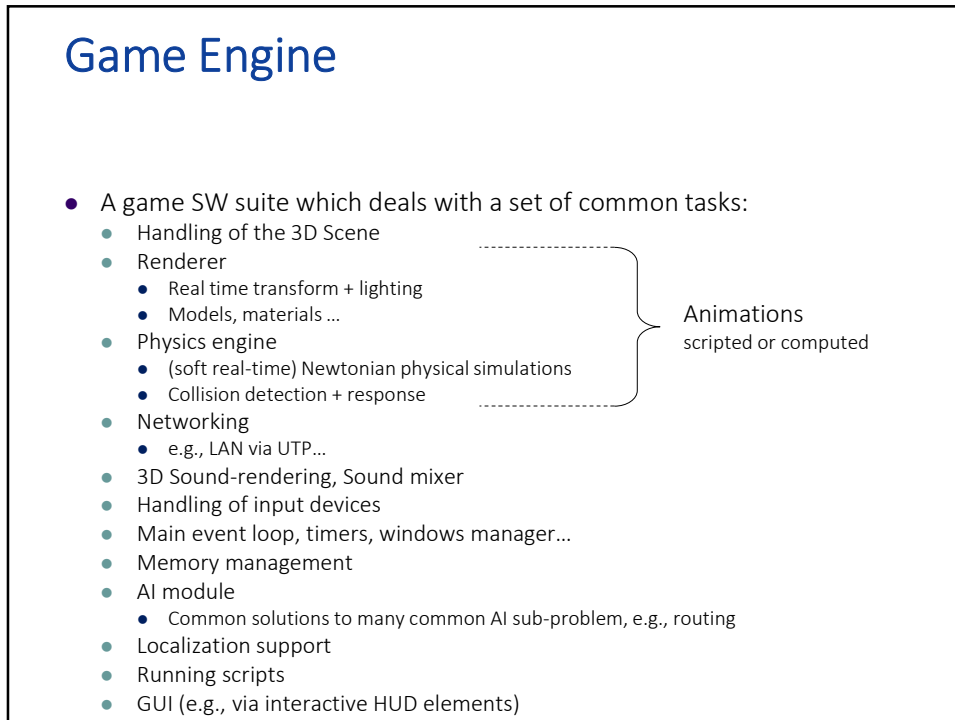 Game Engine
● A game SW suite which deals with a set of common tasks:
● Handling of the 3D Scene
● Renderer
● Real time transform + lighting
● Models, materials …
● Physics engine
● (soft real-time) Newtonian physical simulations
● Collision detection + response
Animations
scripted or computed
● Networking
● e.g., LAN via UTP…
● 3D Sound-rendering, Sound mixer
● Handling of input devices
● Main event loop, timers, windows manager…
● Memory management
● AI module
● Common solutions to many common AI sub-problem, e.g., routing
● Localization support
● Running scripts
● GUI (e.g., via interactive HUD elements)